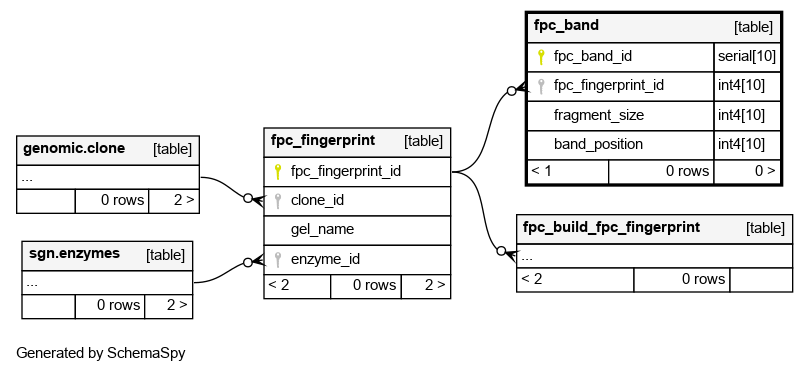 fpc_band [table]
fpc_band_id serial[10]
fpc_fingerprint_id int4[10]
fragment_size int4[10]
band_position int4[10]
< 1 0 rows 0 >
genomic.clone [table]
...
0 rows 2 >
fpc_fingerprint [table]
fpc_fingerprint_id
clone_id
gel_name
enzyme_id
< 2 0 rows 2 >
sgn.enzymes [table]
...
0 rows 2 >
fpc_build_fpc_fingerprint [table]
...
< 2 0 rows
Generated by SchemaSpy